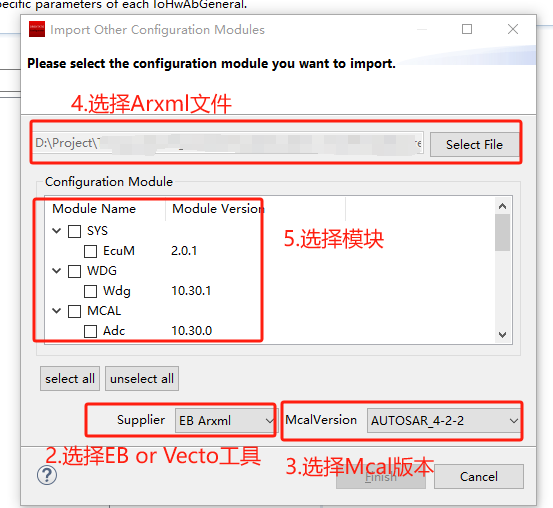 pecific parameters of each IoHwAbGeneral.
Import Other Configuration Modules
Please select the configuration module you want to import.
4.选择Arxml文件
D:\Project\
Select File
Configuration Module
Module Name Module Version
SYS
EcuM 2.0.1
WDG
Wdg 10.30.1
MCAL
Adc 10.30.0
5.选择模块
select all unselect all
Supplier EB Arxml McalVersion AUTOSAR_4-2-2
2.选择EB or Vecto工具 3.选择Mcal版本
? Finish Cancel